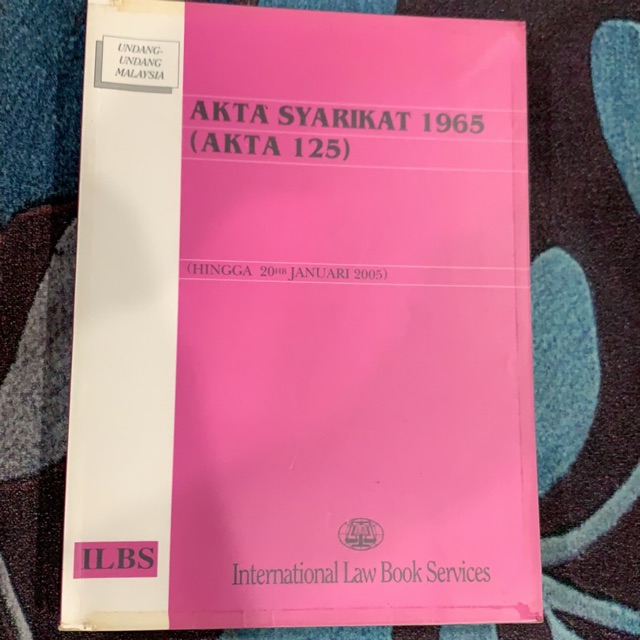 UNDANG-
UNDANG
MALAYSIA
AKTA SYARIKAT 1965
(AKTA 125)
(HINGGA 20HB JANUARI 2005)
ILBS
International Law Book Services